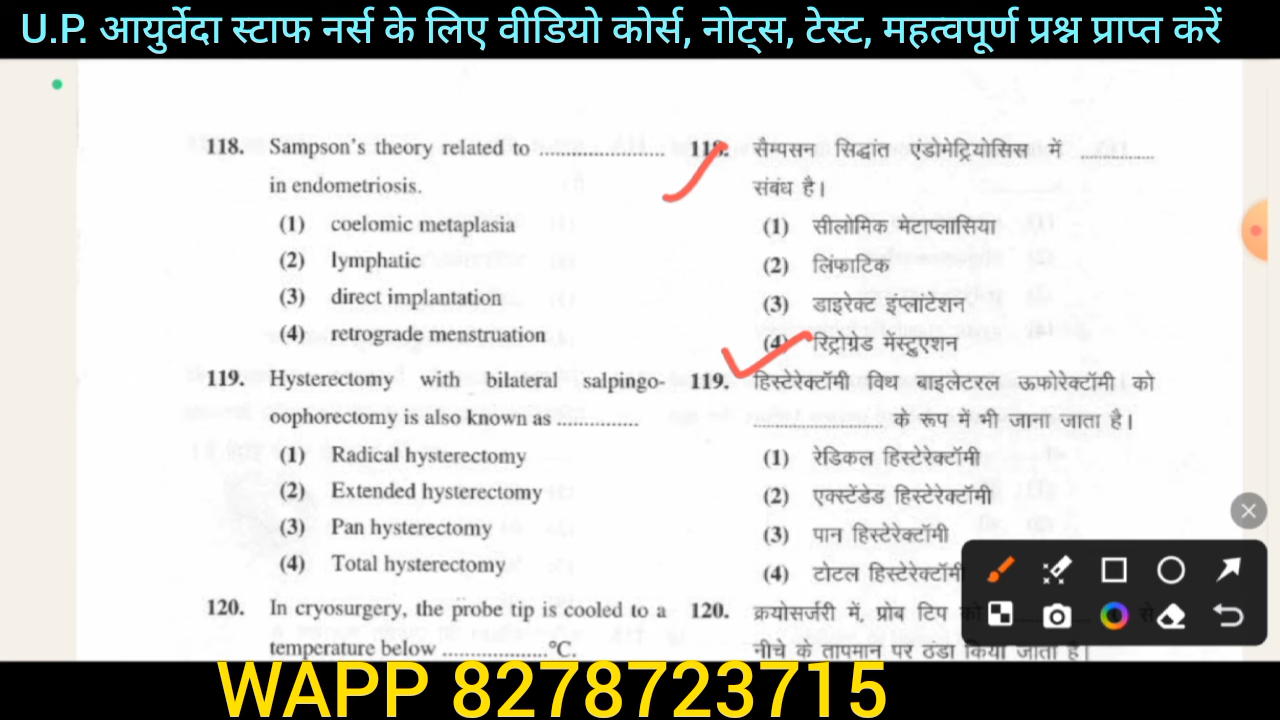 U.P. आयुर्वेदा स्टाफ नर्स के लिए वीडियो कोर्स, नोट्स, टेस्ट, महत्वपूर्ण प्रश्न प्राप्त करें
118. Sampson's theory related to ......................
in endometriosis.
(1) coelomic metaplasia
(2) lymphatic
(3) direct implantation
(4) retrograde menstruation
119. Hysterectomy with bilateral salpingo-
oophorectomy is also known as ..............
(1) Radical hysterectomy
(2) Extended hysterectomy
(3) Pan hysterectomy
(4) Total hysterectomy
120. In cryosurgery, the probe tip is cooled to a
temperature below ..................°C.
118. सैम्पसन सिद्धांत एंडोमेट्रियोसिस में ............
संबंध है।
(1) सीलोमिक मेटाप्लासिया
(2) लिंफाटिक
(3) डाइरेक्ट इंप्लांटेशन
(4) रिट्रोग्रेड मेंस्ट्रुएशन
119. हिस्टेरेक्टॉमी विथ बाइलेटरल ऊफोरेक्टॉमी को
...................... के रूप में भी जाना जाता है।
(1) रेडिकल हिस्टेरेक्टॉमी
(2) एक्स्टेंडेड हिस्टेरेक्टॉमी
(3) पान हिस्टेरेक्टॉमी
(4) टोटल हिस्टेरेक्टॉमी
120. क्रयोसर्जरी में, प्रोब टिप को से
नीचे के तापमान पर ठंडा किया जाता है।
WAPP 8278723715